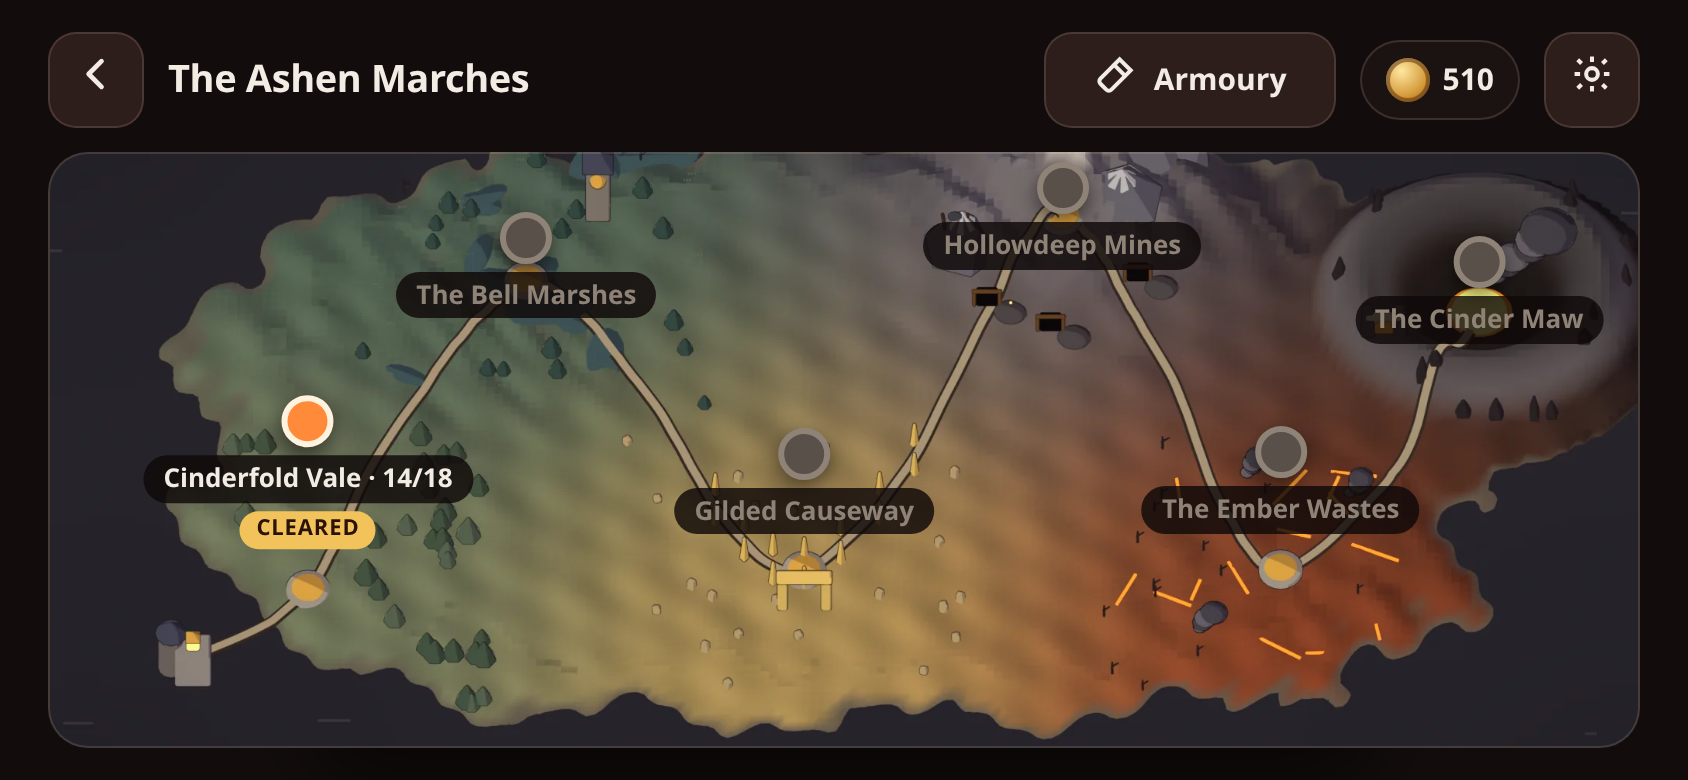 The Ashen Marches
Armoury
510
Hollowdeep Mines
The Bell Marshes
The Cinder Maw
Cinderfold Vale · 14/18
CLEARED
Gilded Causeway
The Ember Wastes